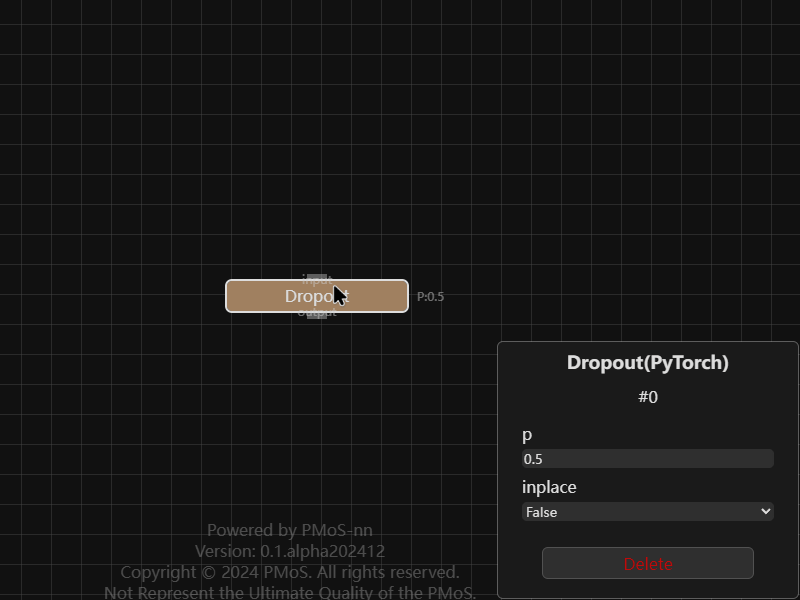 input
Dropout
P:0.5
output
Dropout(PyTorch)
#0
p
0.5
inplace
False
Delete
Powered by PMoS-nn
Version: 0.1.alpha202412
Copyright © 2024 PMoS. All rights reserved.
Not Represent the Ultimate Quality of the PMoS.